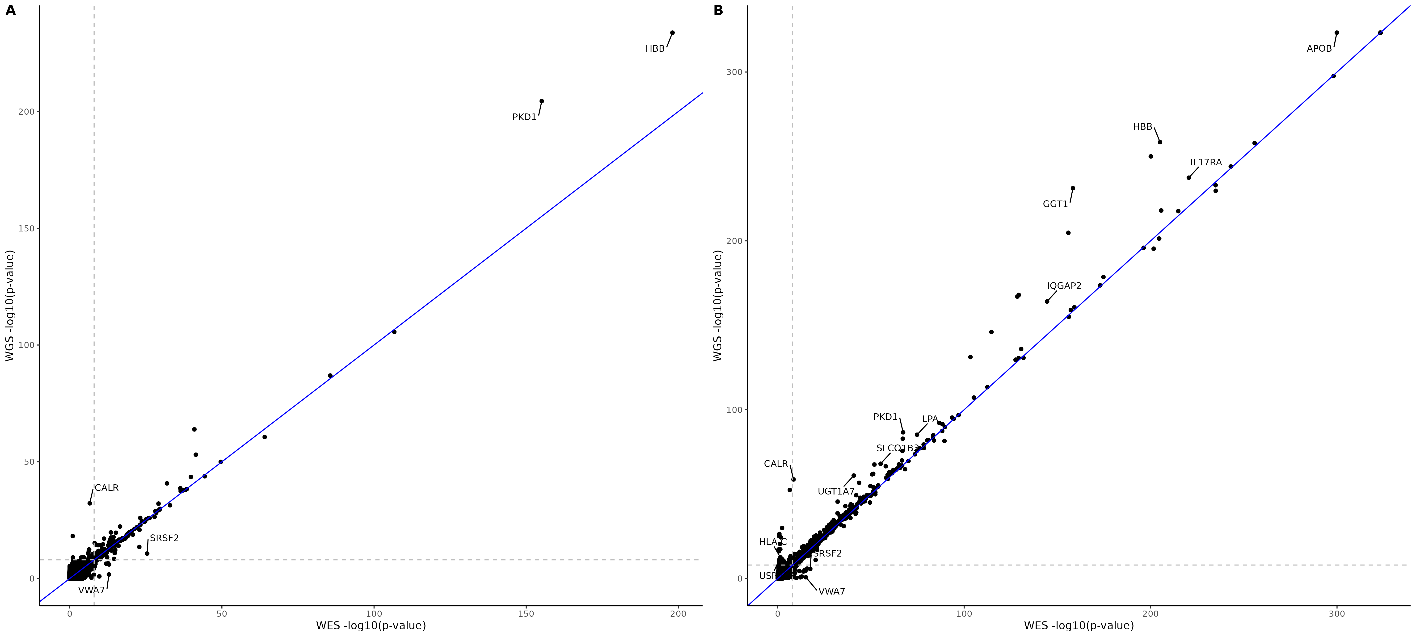 A
HBB
PKD1
CALR
SRSF2
VWA7
200
150
100
50
0
0
50
100
150
200
WES -log10(p-value)
WGS -log10(p-value)
B
APOB
HBB
IL17RA
GGT1
IQGAP2
PKD1
LPA
SLCO1B3
CALR
UGT1A7
SRSF2
VWA7
300
200
100
0
0
100
200
300
WES -log10(p-value)
WGS -log10(p-value)